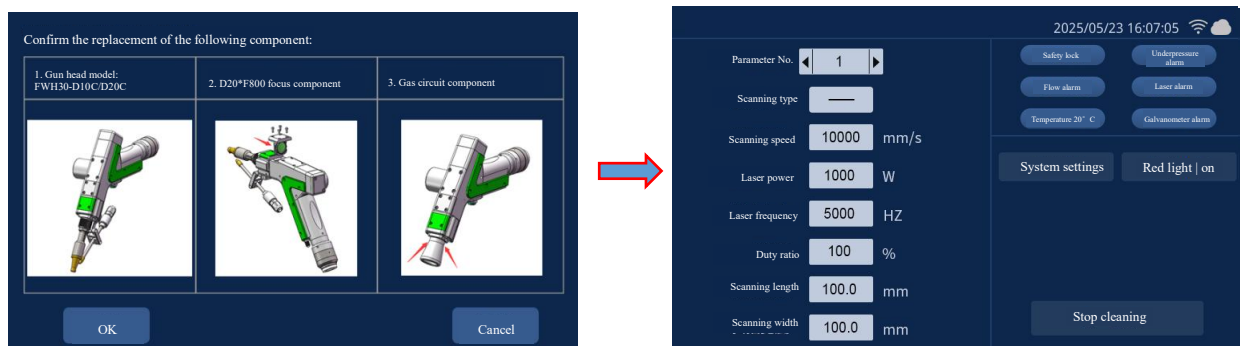 Confirm the replacement of the following component:
1. Gun head model:
FWH30-D10C/D20C
2. D20*F800 focus component
3. Gas circuit component
OK
Cancel
2025/05/23 16:07:05
Parameter No.
1
Scanning type
Scanning speed
10000
mm/s
Laser power
1000
W
Laser frequency
5000
HZ
Duty ratio
100
%
Scanning length
100.0
mm
Scanning width
100.0
mm
Safety lock
Underpressure
alarm
Flow alarm
Laser alarm
Temperature 20° C
Galvanometer alarm
System settings
Red light | on
Stop cleaning